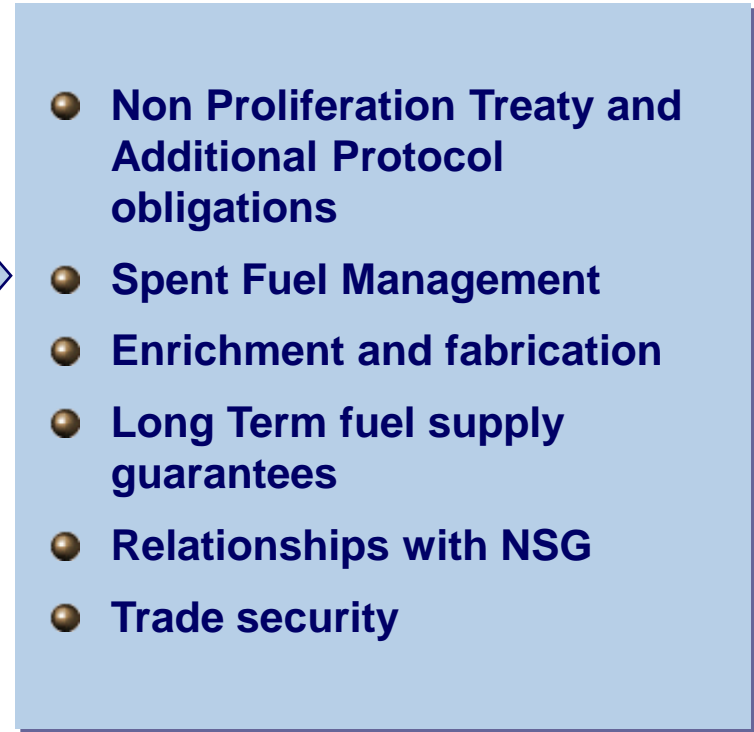 Non Proliferation Treaty and
Additional Protocol
obligations
Spent Fuel Management
Enrichment and fabrication
Long Term fuel supply
guarantees
Relationships with NSG
Trade security